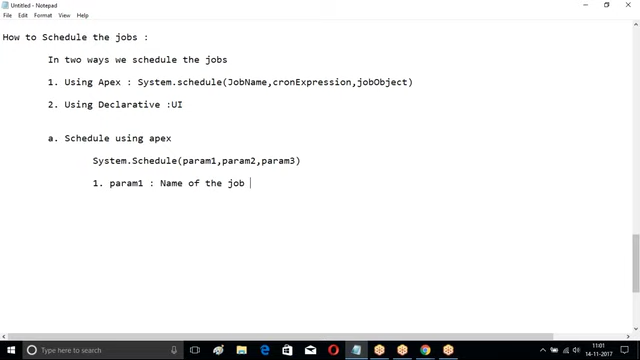 Untitled - Notepad
File Edit Format View Help
How to Schedule the jobs :
In two ways we schedule the jobs
1. Using Apex : System.schedule(JobName,cronExpression,jobObject)
2. Using Declarative :UI
a. Schedule using apex
System.Schedule(param1,param2,param3)
1. param1 : Name of the job
Type here to search
11:01
14-11-2017